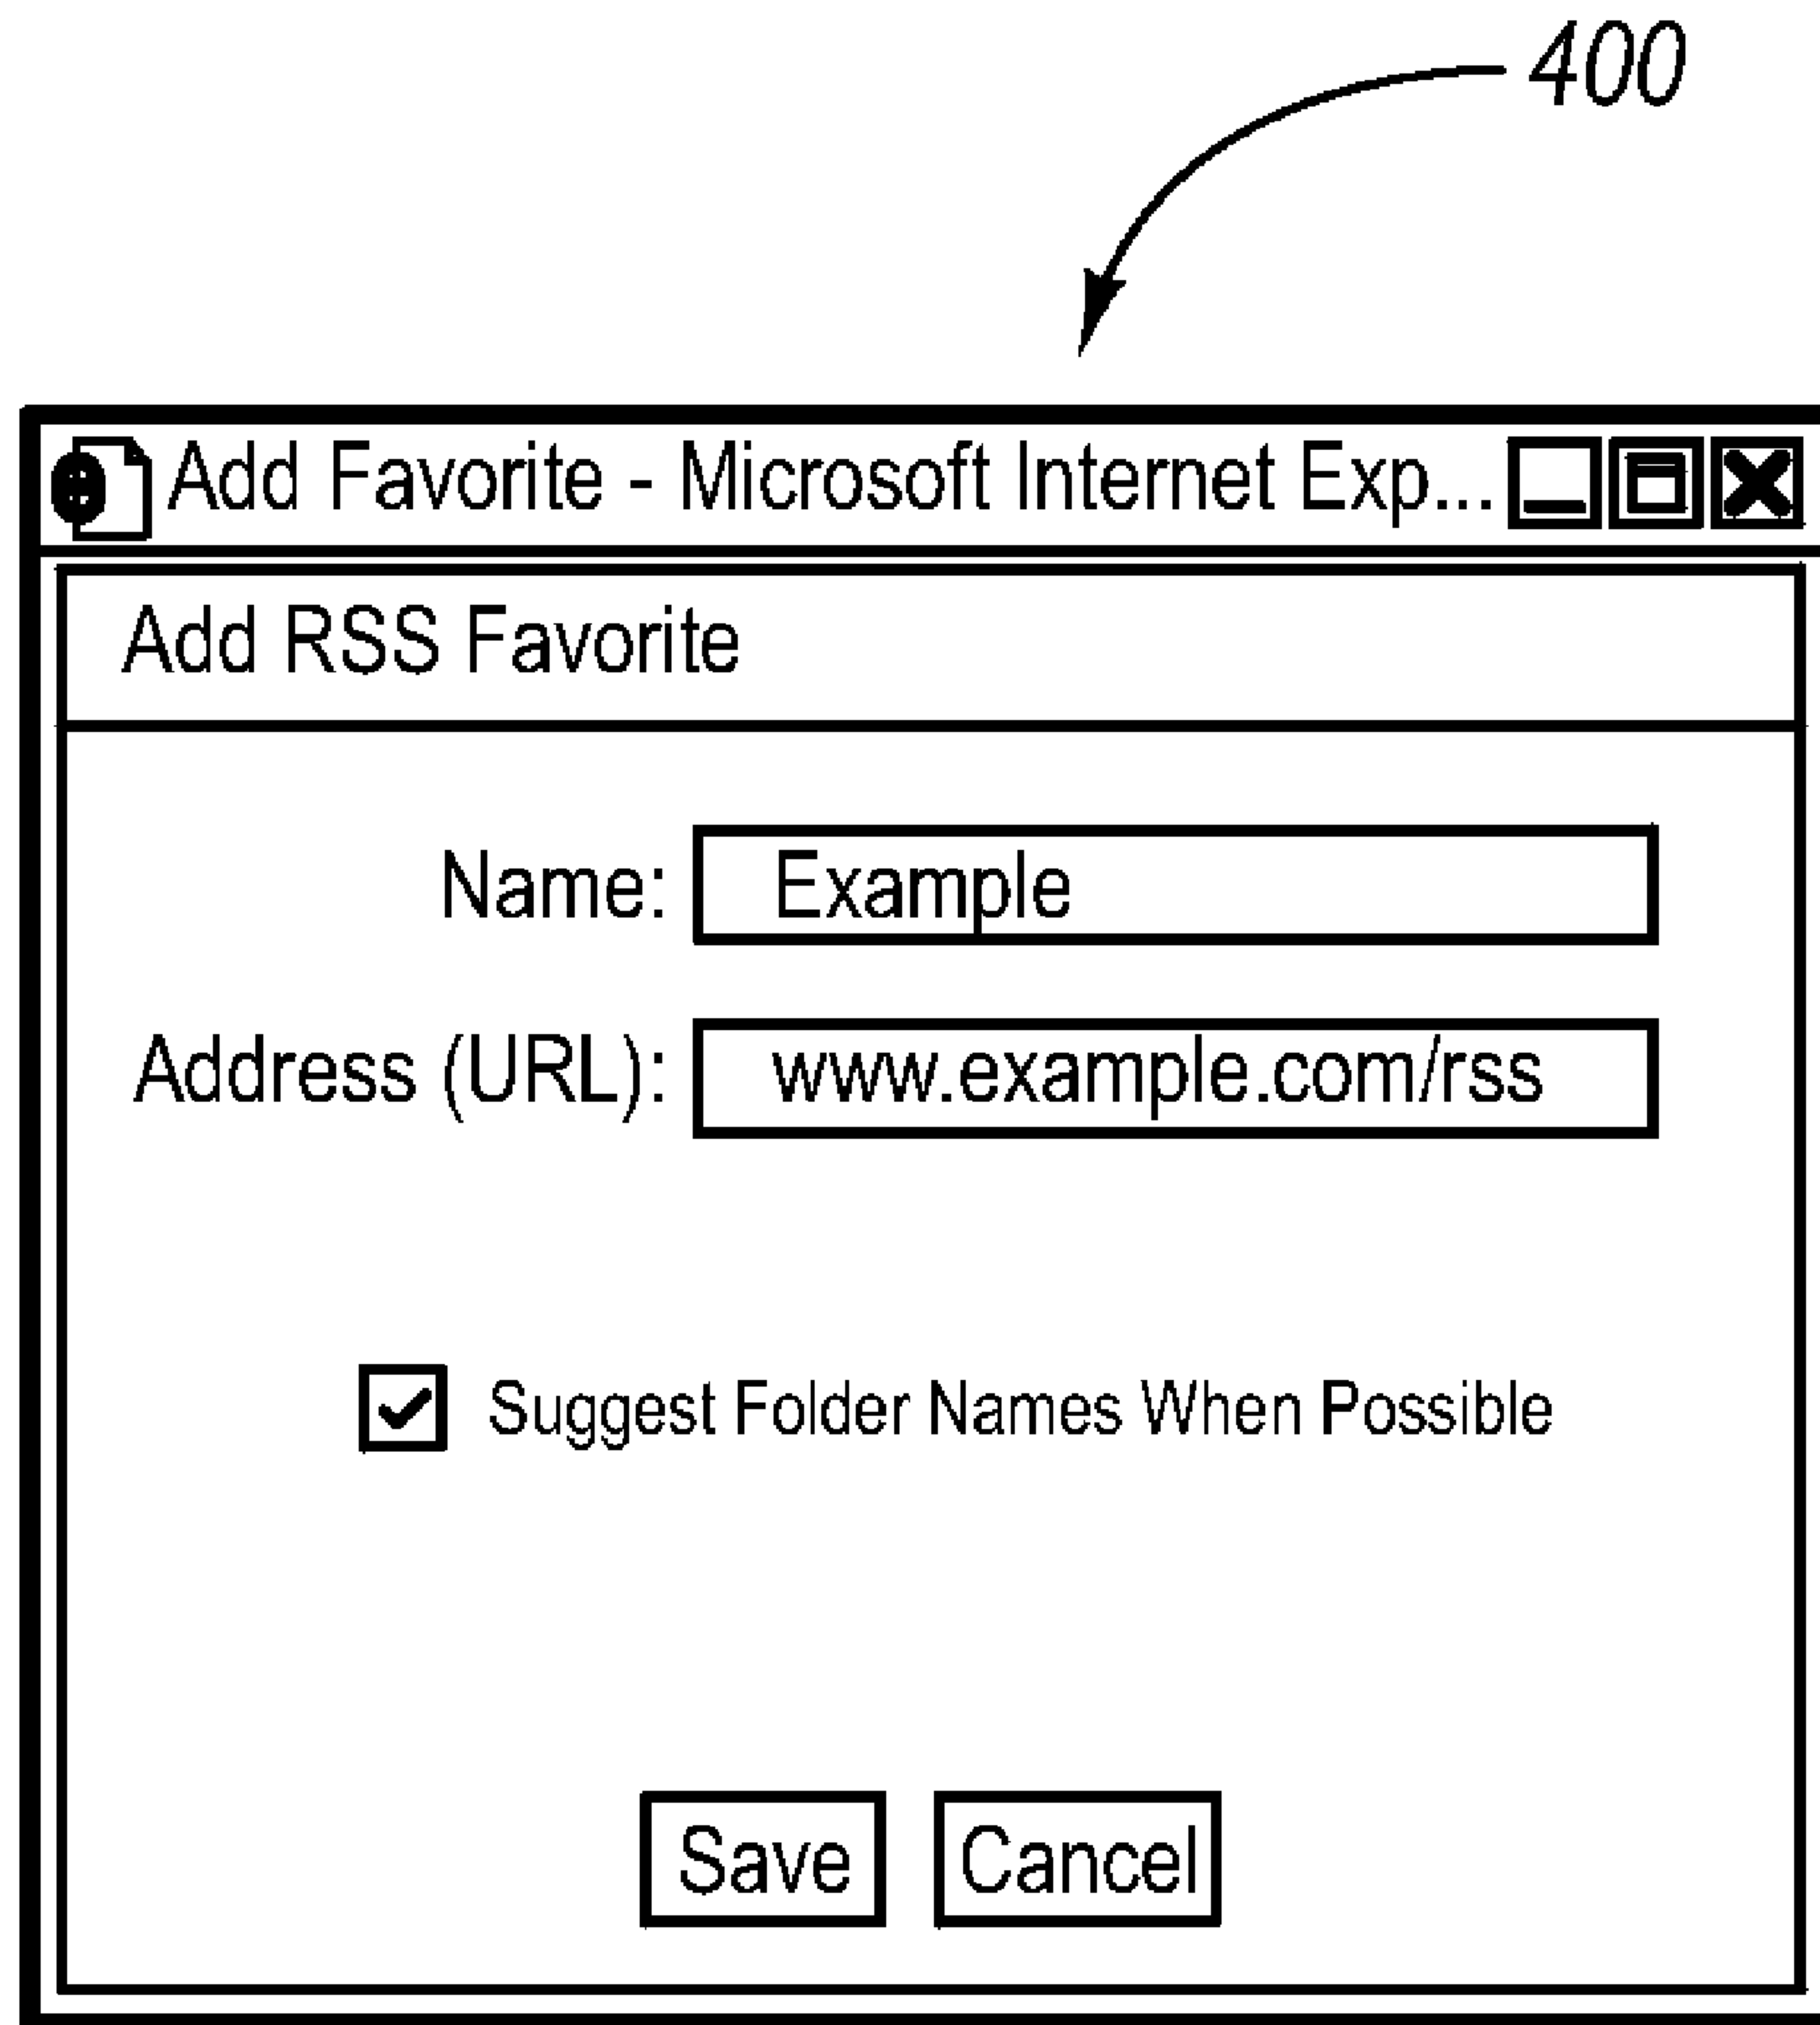 400
Add Favorite - Microsoft Internet Exp...
Add RSS Favorite
Name: Example
Address (URL): www.example.com/rss
Suggest Folder Names When Possible
Save Cancel